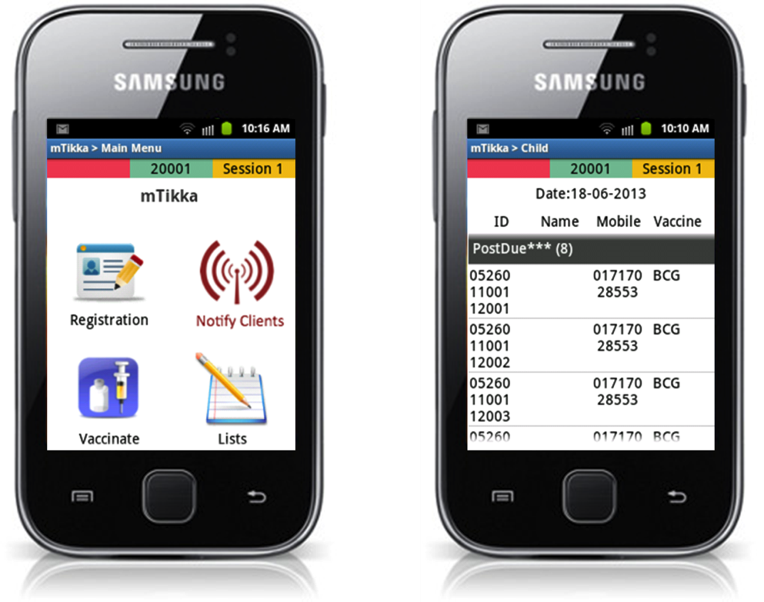 SAMSUNG
10:16 AM
mTikka > Main Menu
20001 Session 1
mTikka
Registration
Notify Clients
Vaccinate
Lists
SAMSUNG
10:10 AM
mTikka > Child
20001 Session 1
Date:18-06-2013
ID Name Mobile Vaccine
PostDue*** (8)
05260 017170 BCG
11001 28553
12001
05260 017170 BCG
11001 28553
12002
05260 017170 BCG
11001 28553
12003
05260 017170 BCG